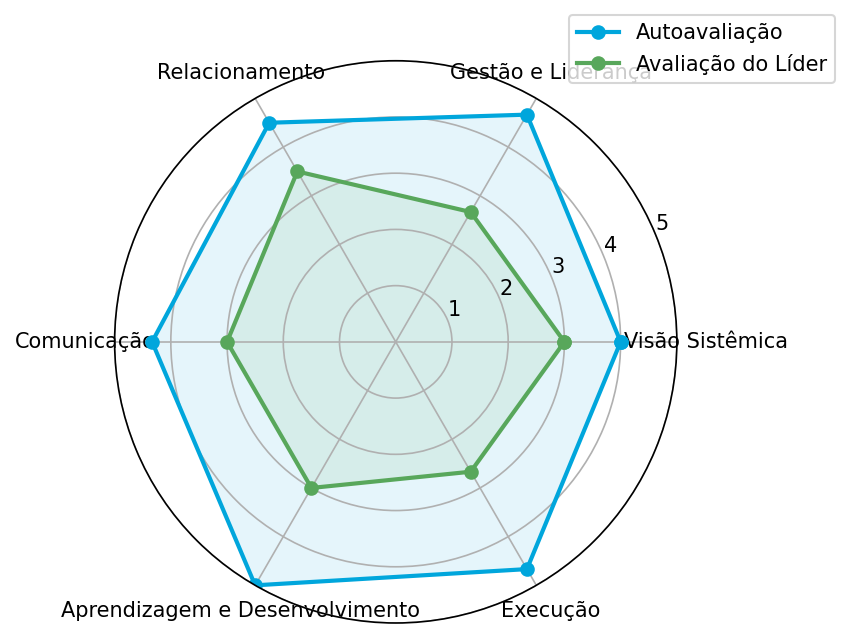 Autoavaliação
Avaliação do Líder
Relacionamento
Gestão e Liderança
5
4
3
2
1
Comunicação
Visão Sistêmica
Aprendizagem e Desenvolvimento
Execução